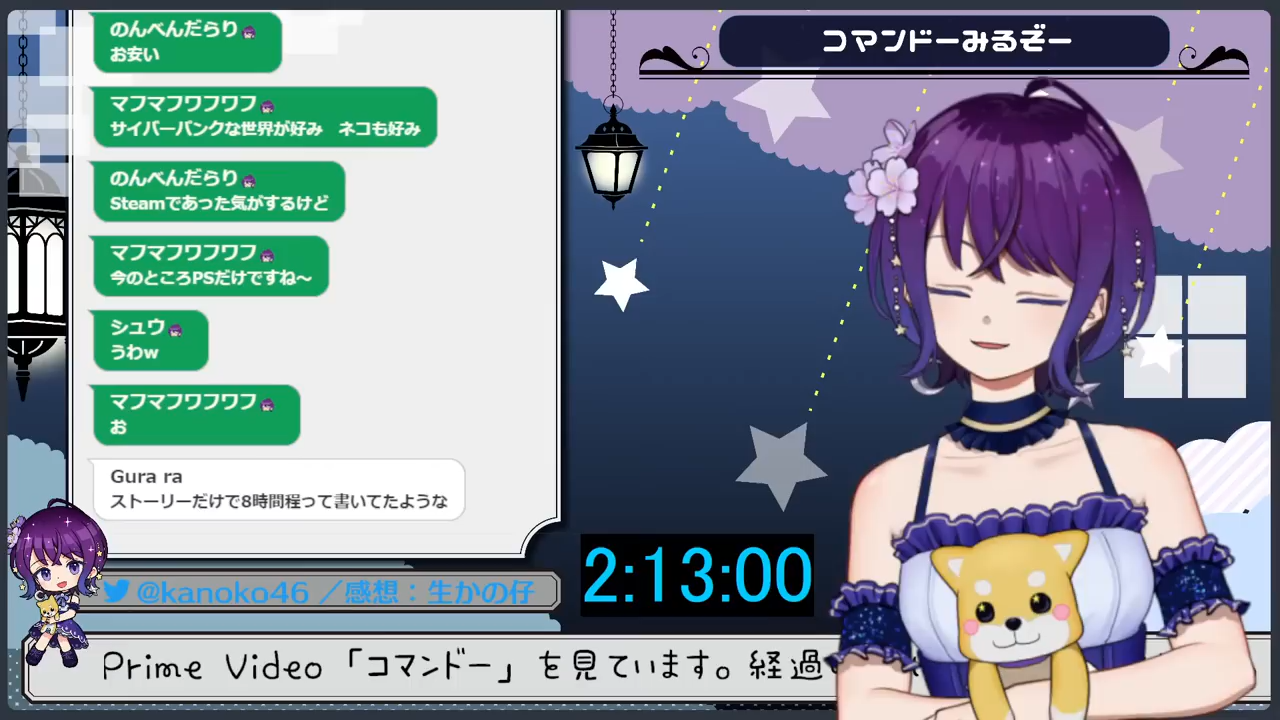 のんべんだらり
お安い
マフマフワフワフ
サイバーパンクな世界が好み　ネコも好み
のんべんだらり
Steamであった気がするけど
マフマフワフワフ
今のところPSだけですね～
シュウ
うわw
マフマフワフワフ
お
Gura ra
ストーリーだけで8時間程って書いてたような
コマンドーみるぞー
2:13:00
@kanoko46 ／感想：生かの仔
Prime Video「コマンドー」を見ています。経過